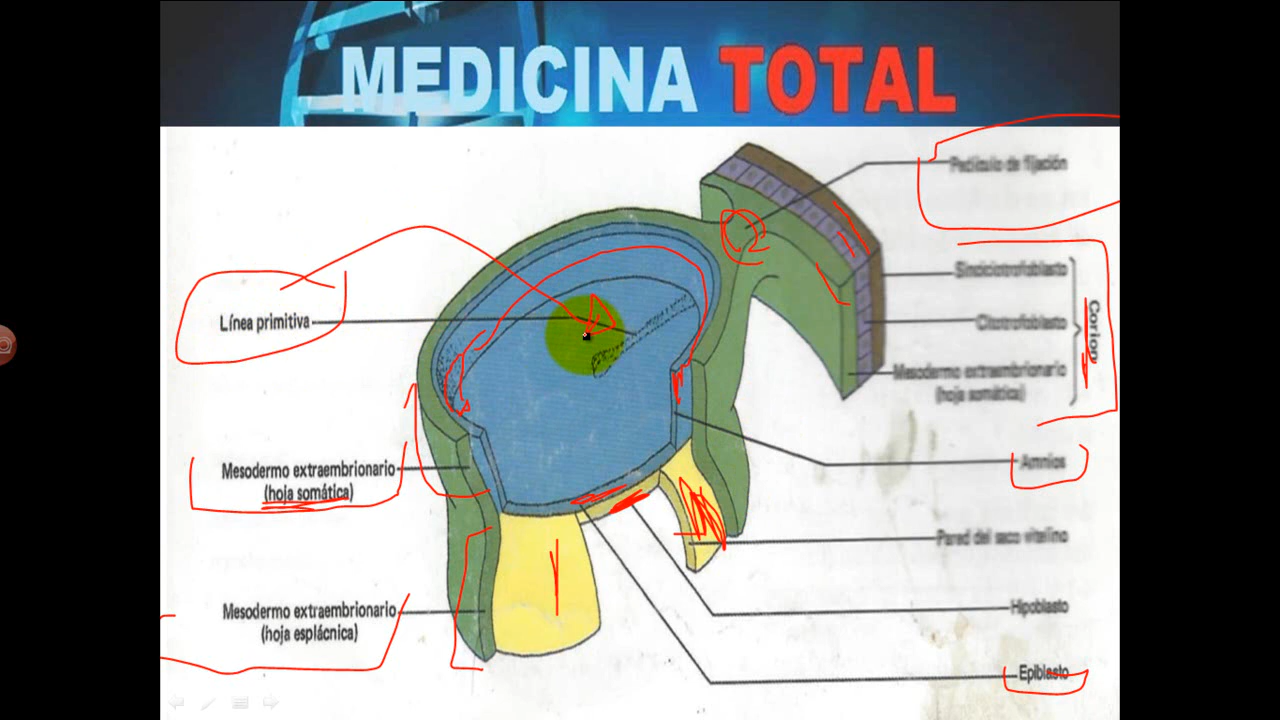 MEDICINA TOTAL
Pedículo de fijación
Sinciciotrofoblasto
Línea primitiva
Citotrofoblasto
Corion
Mesodermo extraembrionario
(hoja somática)
Mesodermo extraembrionario
(hoja somática)
Amnios
Pared del saco vitelino
Mesodermo extraembrionario
(hoja esplácnica)
Hipoblasto
Epiblasto